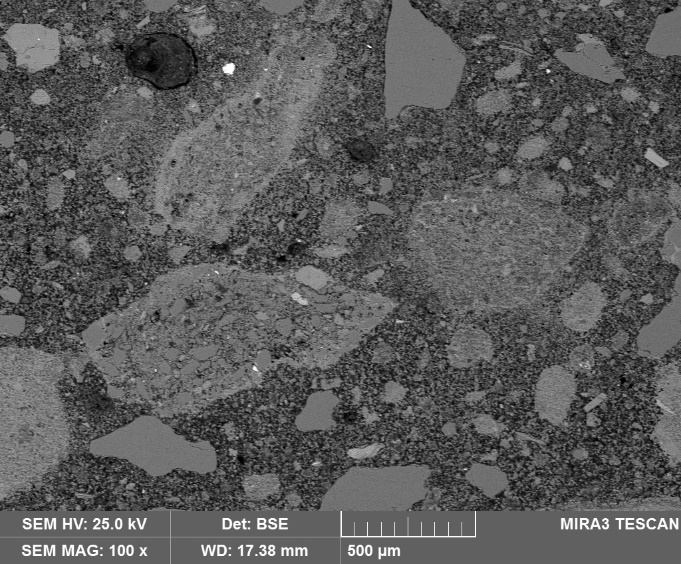 SEM HV: 25.0 kV
Det: BSE
MIRA3 TESCAN
SEM MAG: 100 x
WD: 17.38 mm
500 µm